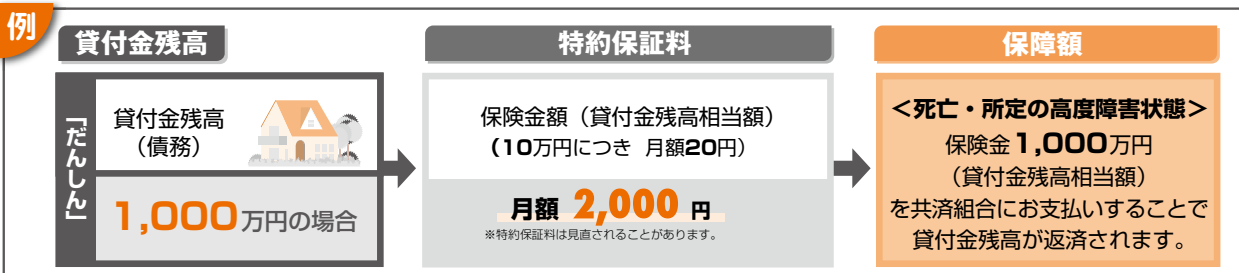 例
貸付金残高
「だんしん」
貸付金残高
（債務）
1,000万円の場合
特約保証料
保険金額（貸付金残高相当額）
（10万円につき 月額20円）
月額 2,000 円
※特約保証料は見直されることがあります。
保障額
＜死亡・所定の高度障害状態＞
保険金1,000万円
（貸付金残高相当額）
を共済組合にお支払いすることで
貸付金残高が返済されます。